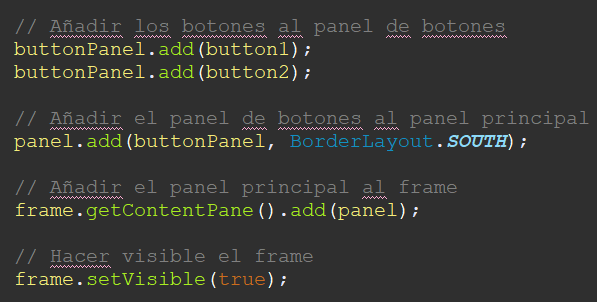 // Añadir los botones al panel de botones
buttonPanel.add(button1);
buttonPanel.add(button2);
// Añadir el panel de botones al panel principal
panel.add(buttonPanel, BorderLayout.SOUTH);
// Añadir el panel principal al frame
frame.getContentPane().add(panel);
// Hacer visible el frame
frame.setVisible(true);